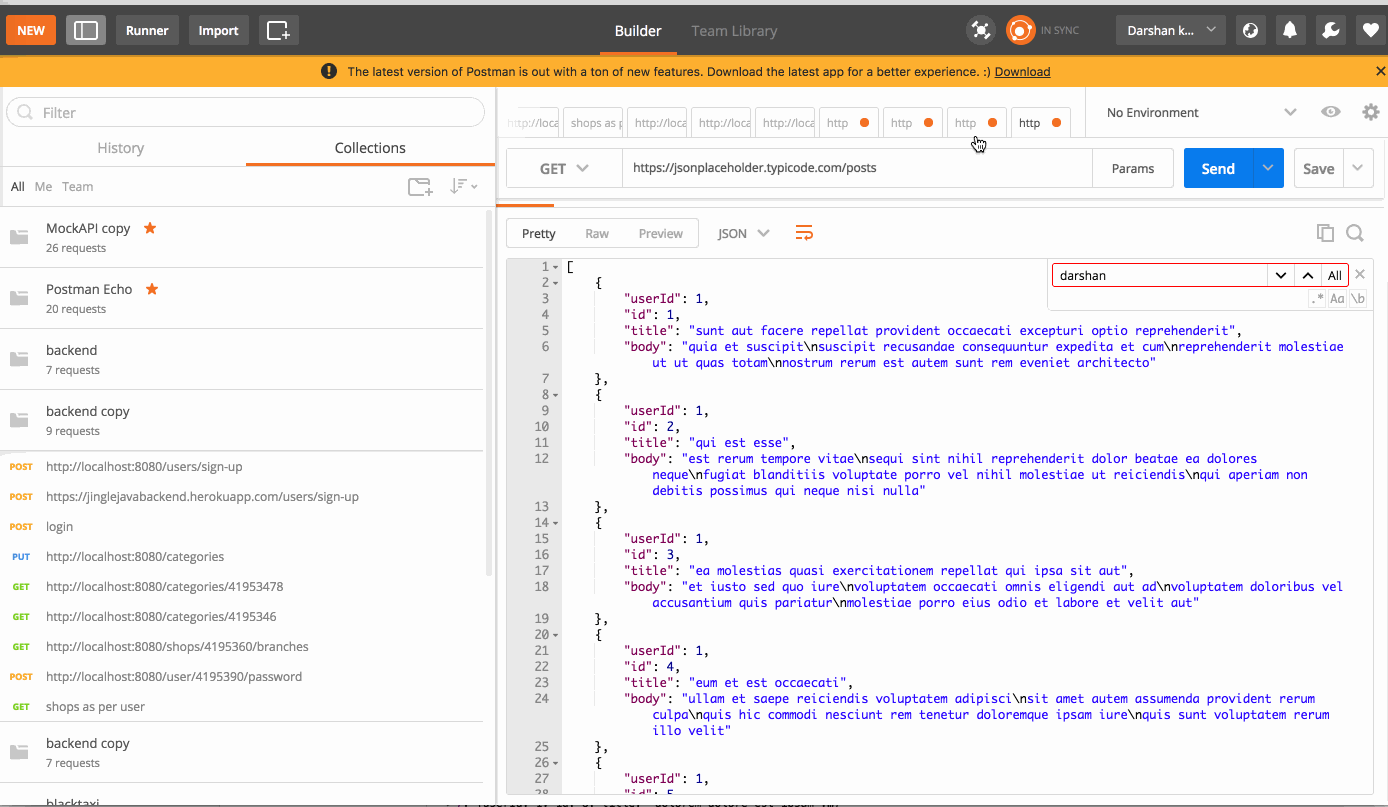 NEW
Runner
Import
Builder
Team Library
IN SYNC
Darshan k...
The latest version of Postman is out with a ton of new features. Download the latest app for a better experience. :) Download
Filter
History
Collections
All Me Team
MockAPI copy
26 requests
Postman Echo
20 requests
backend
7 requests
backend copy
9 requests
POST http://localhost:8080/users/sign-up
POST https://jinglejavabackend.herokuapp.com/users/sign-up
POST login
PUT http://localhost:8080/categories
GET http://localhost:8080/categories/41953478
GET http://localhost:8080/categories/4195346
GET http://localhost:8080/shops/4195360/branches
POST http://localhost:8080/user/4195390/password
GET shops as per user
backend copy
7 requests
blacktaxi
http://loca shops as p http://loca http://loca http://loca http http http http
No Environment
GET
https://jsonplaceholder.typicode.com/posts
Params
Send
Save
Pretty Raw Preview JSON
darshan
All
.* Aa \b
1 [
2 {
3 "userId": 1,
4 "id": 1,
5 "title": "sunt aut facere repellat provident occaecati excepturi optio reprehenderit",
6 "body": "quia et suscipit\nsuscipit recusandae consequuntur expedita et cum\nreprehenderit molestiae
ut ut quas totam\nnostrum rerum est autem sunt rem eveniet architecto"
7 },
8 {
9 "userId": 1,
10 "id": 2,
11 "title": "qui est esse",
12 "body": "est rerum tempore vitae\nsequi sint nihil reprehenderit dolor beatae ea dolores
neque\nfugiat blanditiis voluptate porro vel nihil molestiae ut reiciendis\nqui aperiam non
debitis possimus qui neque nisi nulla"
13 },
14 {
15 "userId": 1,
16 "id": 3,
17 "title": "ea molestias quasi exercitationem repellat qui ipsa sit aut",
18 "body": "et iusto sed quo iure\nvoluptatem occaecati omnis eligendi aut ad\nvoluptatem doloribus vel
accusantium quis pariatur\nmolestiae porro eius odio et labore et velit aut"
19 },
20 {
21 "userId": 1,
22 "id": 4,
23 "title": "eum et est occaecati",
24 "body": "ullam et saepe reiciendis voluptatem adipisci\nsit amet autem assumenda provident rerum
culpa\nquis hic commodi nesciunt rem tenetur doloremque ipsam iure\nquis sunt voluptatem rerum
illo velit"
25 },
26 {
27 "userId": 1,
28 "id": 5,